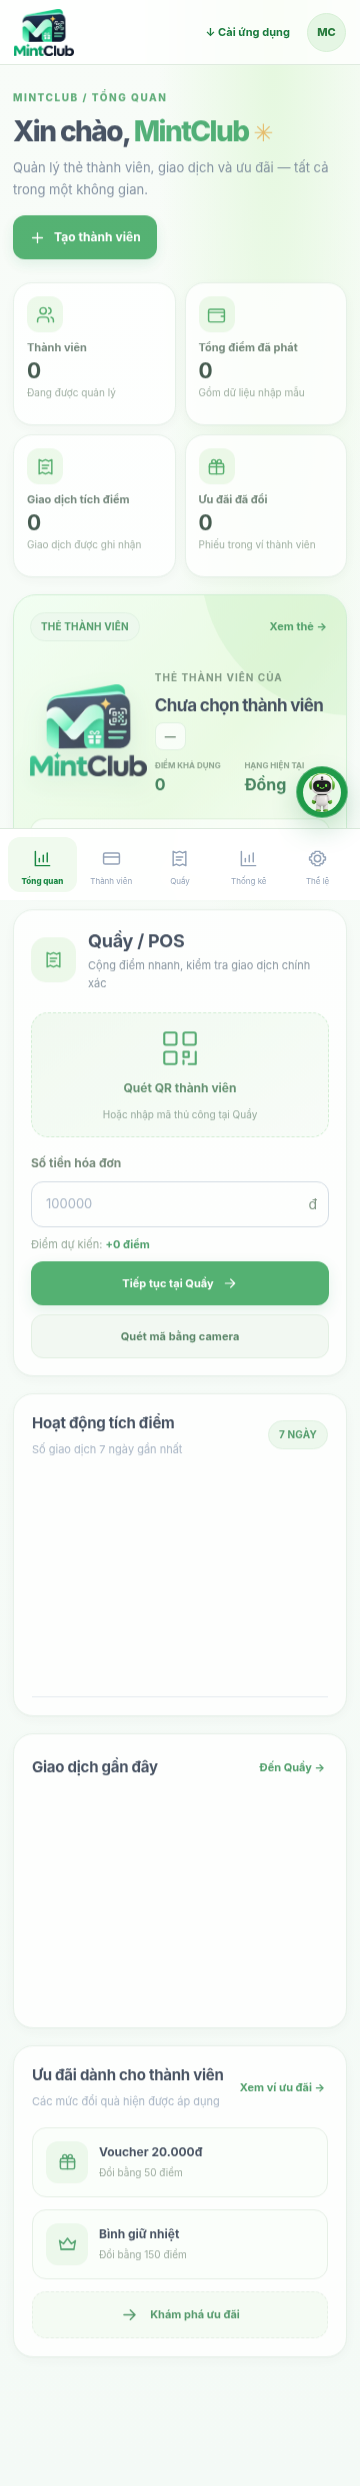 MintClub
↓ Cài ứng dụng
MC
MINTCLUB / TỔNG QUAN
Xin chào, MintClub
Quản lý thẻ thành viên, giao dịch và ưu đãi — tất cả
trong một không gian.
Tạo thành viên
Thành viên
0
Đang được quản lý
Tổng điểm đã phát
0
Gồm dữ liệu nhập mẫu
Giao dịch tích điểm
0
Giao dịch được ghi nhận
Ưu đãi đã đổi
0
Phiếu trong ví thành viên
THẺ THÀNH VIÊN
Xem thẻ →
MintClub
THẺ THÀNH VIÊN CỦA
Chưa chọn thành viên
—
ĐIỂM KHẢ DỤNG
0
HẠNG HIỆN TẠI
Đồng
Tổng quan
Thành viên
Quầy
Thống kê
Thể lệ
Quầy / POS
Cộng điểm nhanh, kiểm tra giao dịch chính
xác
Quét QR thành viên
Hoặc nhập mã thủ công tại Quầy
Số tiền hóa đơn
100000
đ
Điểm dự kiến: +0 điểm
Tiếp tục tại Quầy →
Quét mã bằng camera
Hoạt động tích điểm
Số giao dịch 7 ngày gần nhất
7 NGÀY
Giao dịch gần đây
Đến Quầy →
Ưu đãi dành cho thành viên
Các mức đổi quà hiện được áp dụng
Xem ví ưu đãi →
Voucher 20.000đ
Đổi bằng 50 điểm
Bình giữ nhiệt
Đổi bằng 150 điểm
→ Khám phá ưu đãi